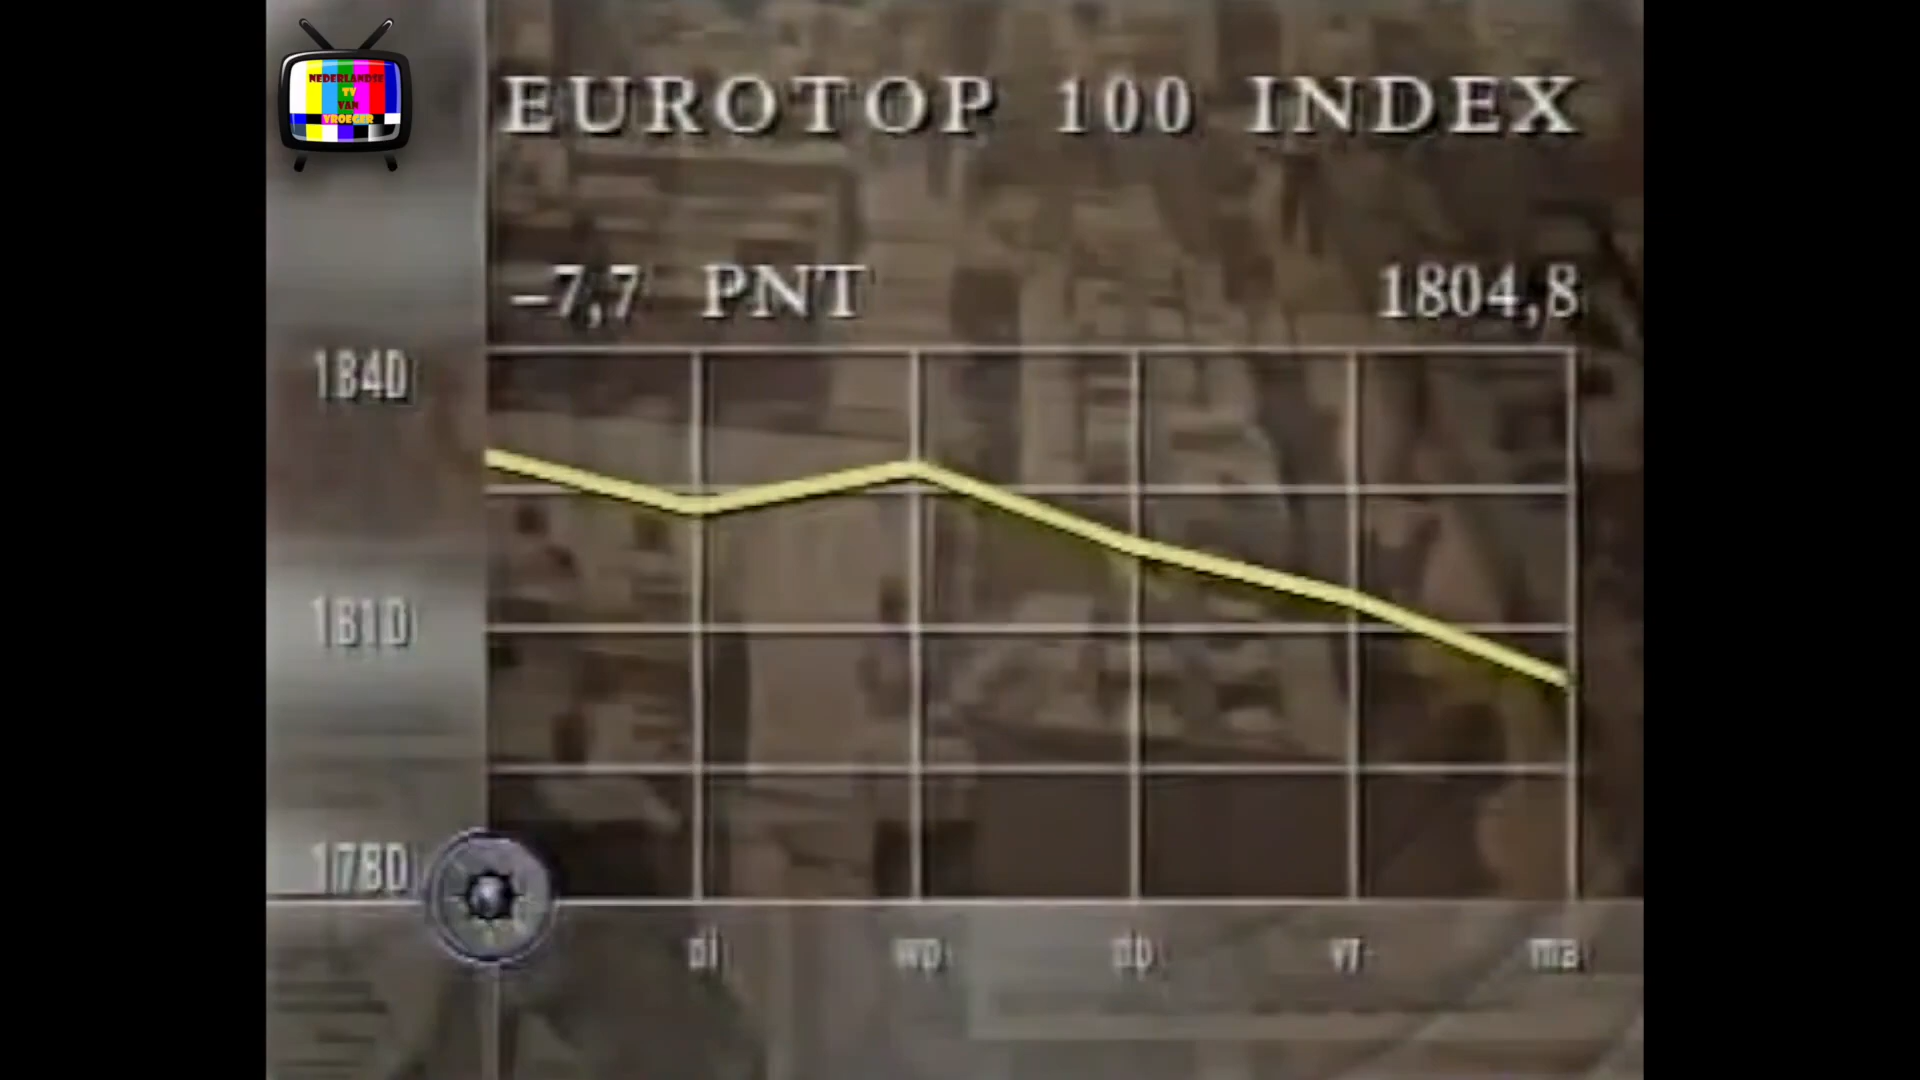 NEDERLANDSE
TV
VAN
VROEGER
EUROTOP 100 INDEX
–7,7 PNT 1804,8
1840
1810
1780
di wo do vr ma